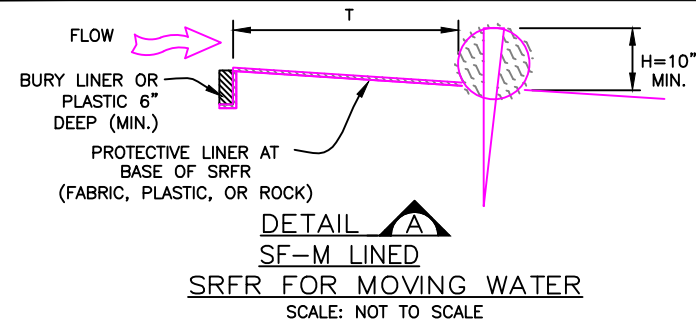 T
FLOW
H=10"
MIN.
BURY LINER OR
PLASTIC 6"
DEEP (MIN.)
PROTECTIVE LINER AT
BASE OF SRFR
(FABRIC, PLASTIC, OR ROCK)
DETAIL A
SF-M LINED
SRFR FOR MOVING WATER
SCALE: NOT TO SCALE